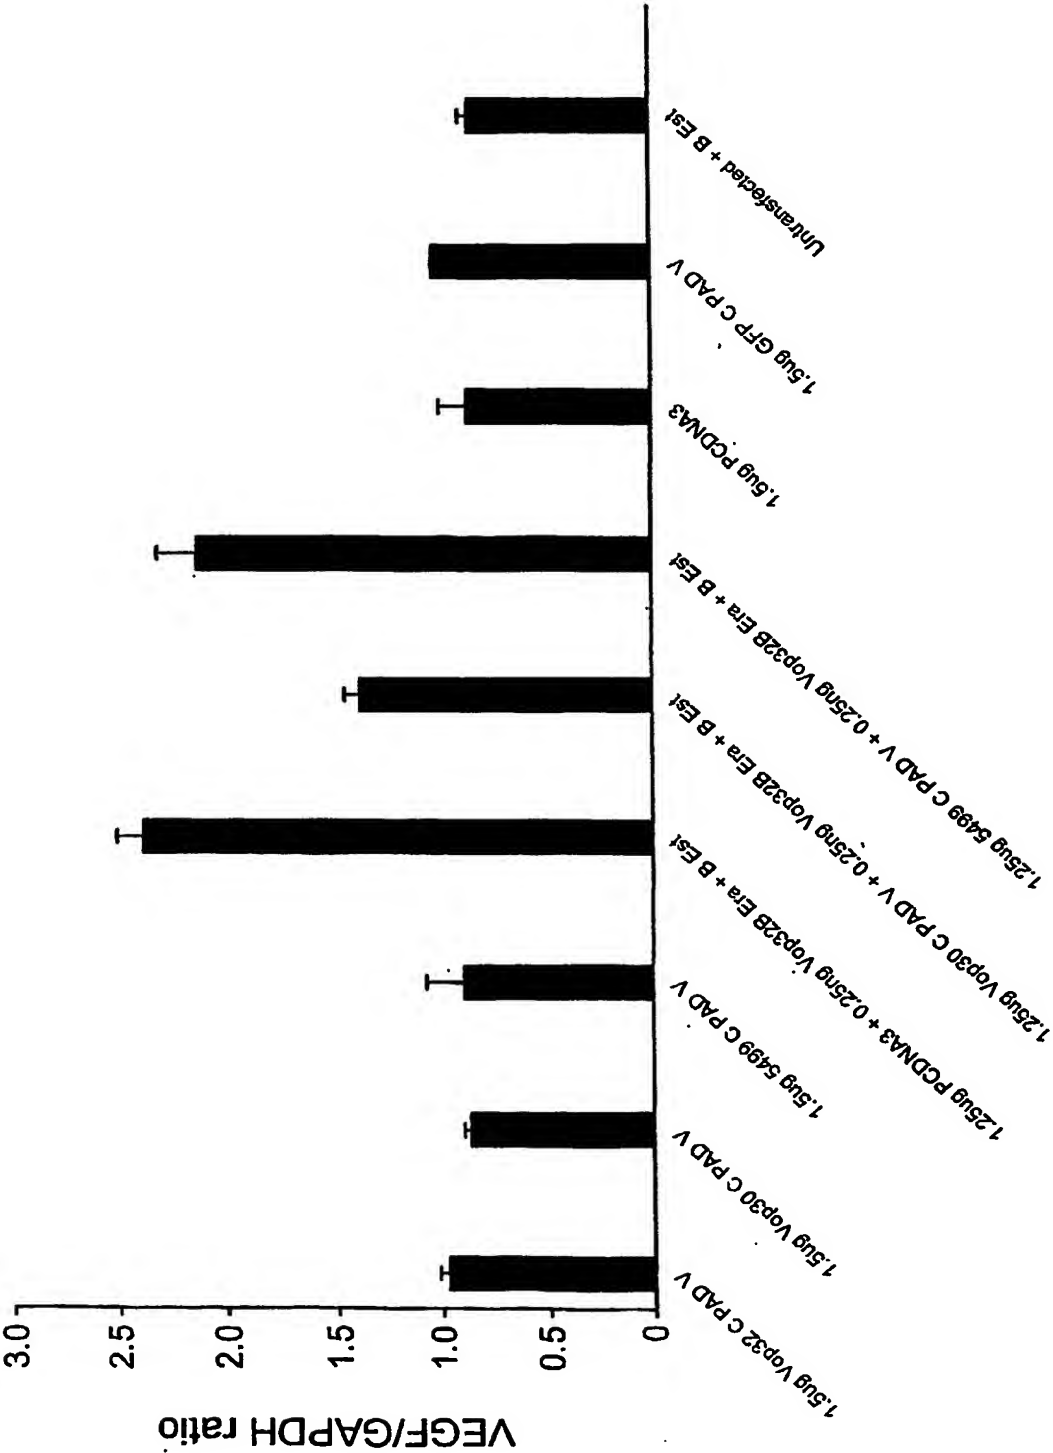 VEGF/GAPDH ratio
3.0
2.5
2.0
1.5
1.0
0.5
0
1.5ug Vop32 C PAD V
1.5ug Vop30 C PAD V
1.5ug 5499 C PAD V
1.25ug PCDNA3 + 0.25ng Vop32B Era + B Est
1.25ug Vop30 C PAD V + 0.25ng Vop32B Era + B Est
1.25ug 5499 C PAD V + 0.25ng Vop32B Era + B Est
1.5ug PCDNA3
1.5ug GFP C PAD V
Untransfected + B Est